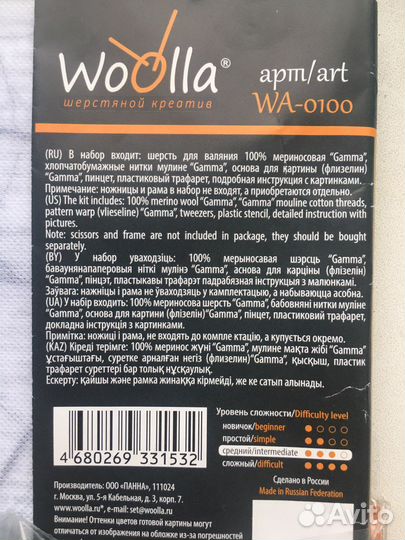 WoOlla®
шерстяной креатив
арт/art
WA-0100
(RU) В набор входит: шерсть для валяния 100% мериносовая "Gamma",
хлопчатобумажные нитки мулине "Gamma", основа для картины (флизелин)
"Gamma", пинцет, пластиковый трафарет, подробная инструкция с картинками.
Примечание: ножницы и рама в набор не входят, а приобретаются отдельно.
(US) The kit includes: 100% merino wool "Gamma", "Gamma" mouline cotton threads,
pattern warp (vlieseline) "Gamma", tweezers, plastic stencil, detailed instruction with
pictures.
Note: scissors and frame are not included in package, they should be bought
separately.
(BY) У набор уваходзіць: 100% мерыносовая шэрсць "Gamma",
баваунянапаперовыя ніткі мулінэ "Gamma", аснова для карціны (флізелін)
"Gamma", пінцэт, пластыкавы трафарэт падрабязная інструкцыя з малюнкамі.
Заўвага: нажніцы і рама не ўваходзяць у камплектацыю, а набываюцца асобна.
(UA) У набір входить: 100% мериносова шерсть "Gamma", бабовняні нитки муліне
"Gamma", основа для картини (флізелін)"Gamma", пінцет, пластиковий трафарет,
докладна інструкція з картинками.
Примітка: ножиці і рама, не входять до компле ктацію, а купується окремо.
(KAZ) Кіреді терімге: 100% меринос жүні "Gamma", мулине мақта жібі "Gamma"
ұстағыштағы, суретке арналған негізі (флизелин)"Gamma", қысқыш, пластик
трафарет суреттері бар толық нұсқаулық.
Ескерту: қайшы және рамка жинаққа кірмейді, же ке сатып алынады.
Уровень сложности/Difficulty level
новичок/beginner
простой/simple
средний/intermediate
сложный/difficult
4 680269 331532
Сделано в России
Made in Russian Federation
Производитель: ООО «ПАННА», 111024
г. Москва, ул. 5-я Кабельная, д. 3, корп. 7.
www.woolla.ru*, e-mail: set@woolla.ru
Внимание! Оттенки цветов готовой картины могут
отличаться от изображения на обложке из-за погрешностей
Avito